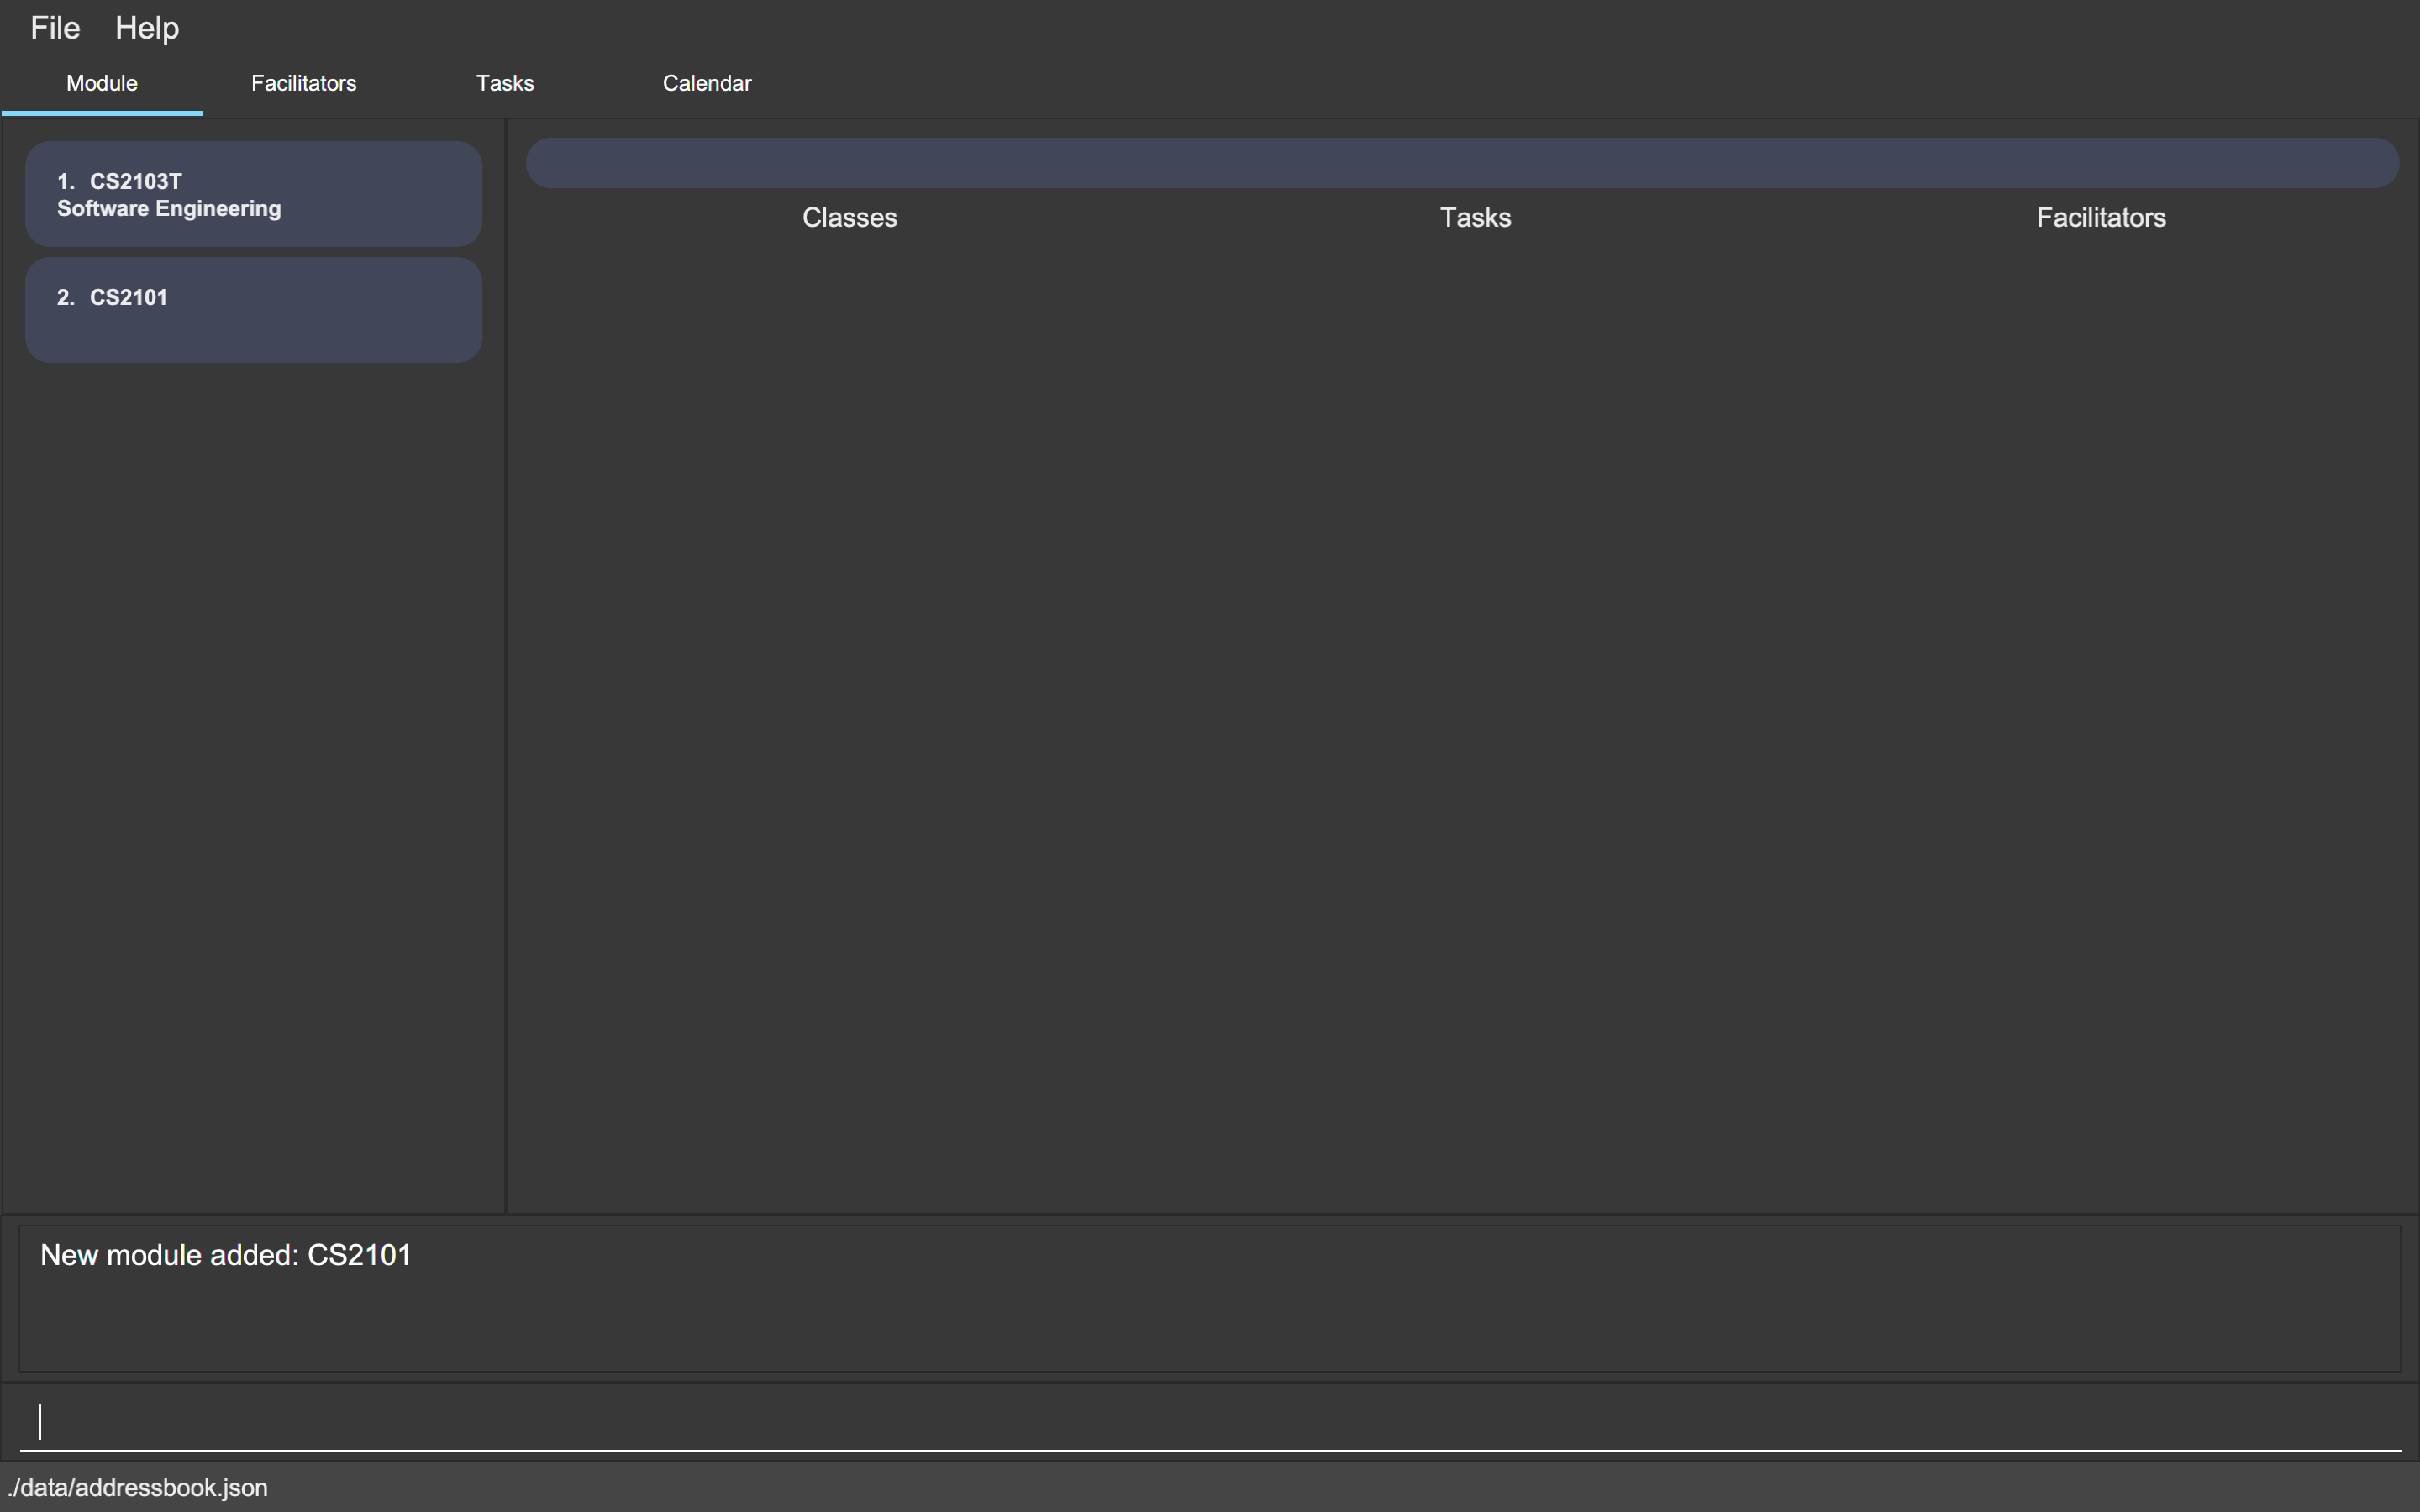 File Help
Module Facilitators Tasks Calendar
1. CS2103T
Software Engineering
2. CS2101
Classes Tasks Facilitators
New module added: CS2101
./data/addressbook.json